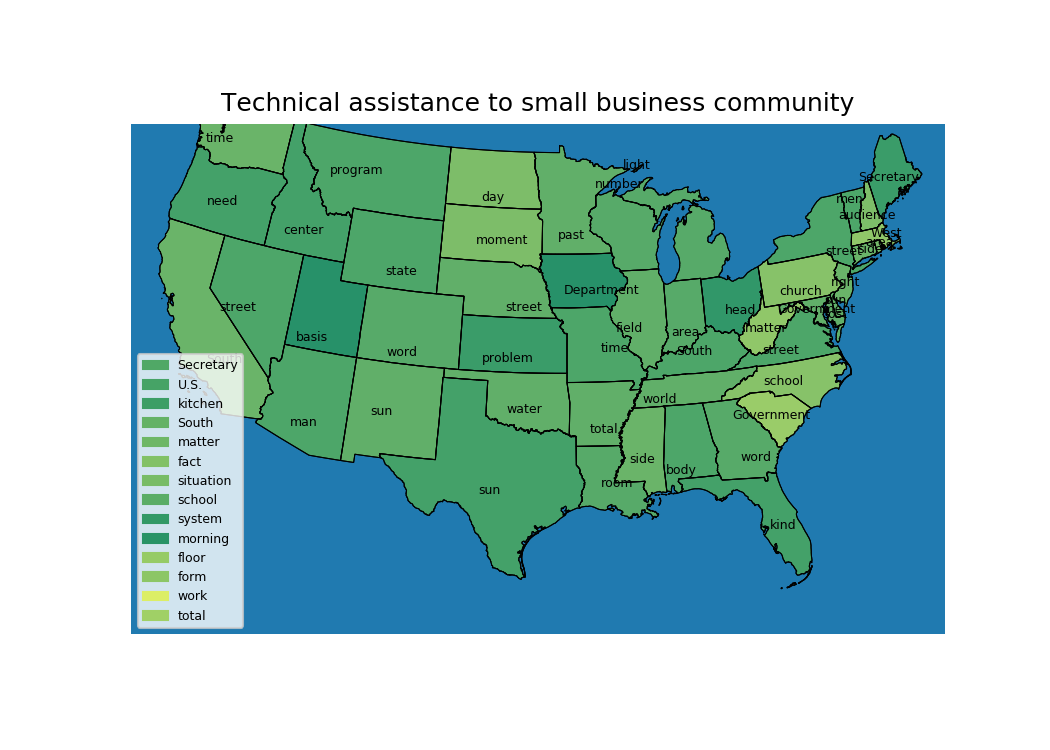 Technical assistance to small business community
time
program
light
number
Secretary
need
day
men
audience
center
moment
past
West
street
side
state
Department
church
right
street
street
Government
basis
word
problem
field
time
area
head
matter
South
street
South
man
sun
water
total
world
school
Government
side
body
word
sun
room
kind
Secretary
U.S.
kitchen
South
matter
fact
situation
school
system
morning
floor
form
work
total